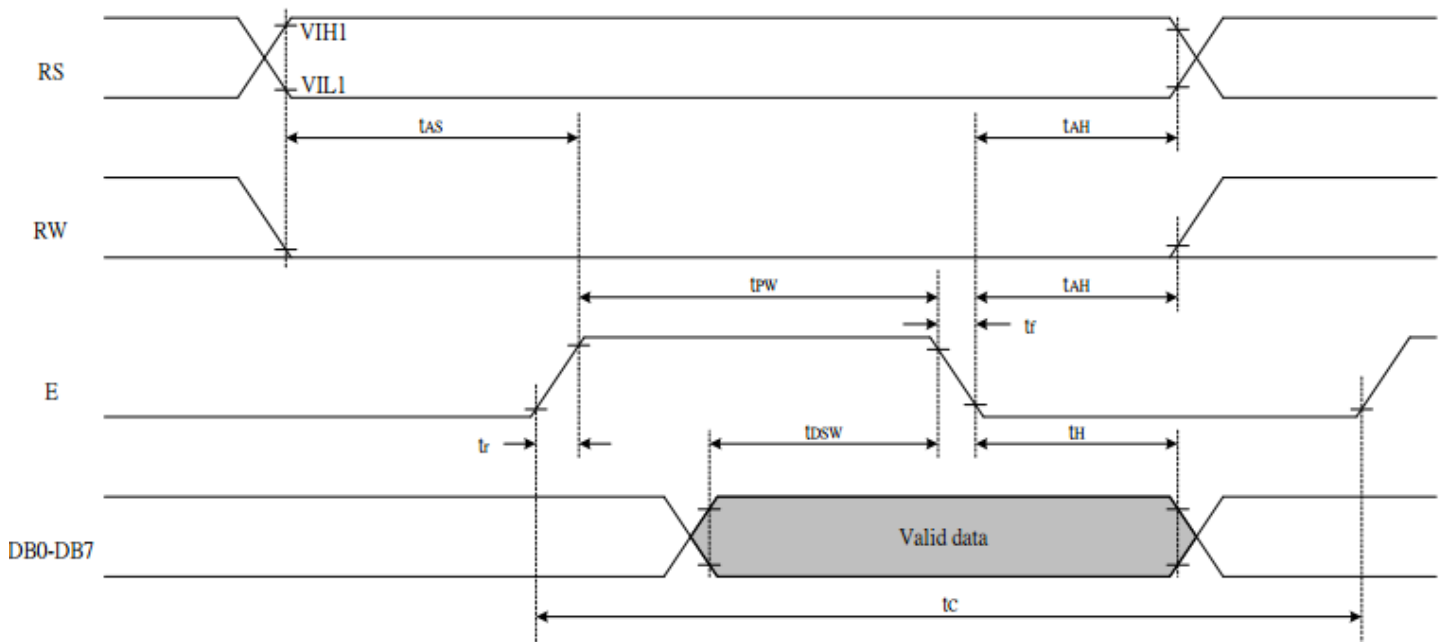 VIH1
RS
VIL1
tAS
tAH
RW
tPW
tAH
tf
E
tr
tDSW
tH
DB0-DB7
Valid data
tC